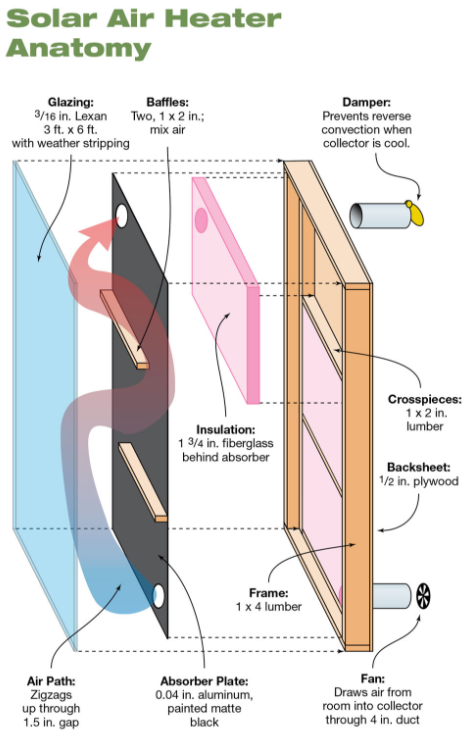 Solar Air Heater
Anatomy
Glazing:
3/16 in. Lexan
3 ft. x 6 ft.
with weather stripping
Baffles:
Two, 1 x 2 in.;
mix air
Damper:
Prevents reverse
convection when
collector is cool.
Insulation:
1 3/4 in. fiberglass
behind absorber
Crosspieces:
1 x 2 in.
lumber
Backsheet:
1/2 in. plywood
Frame:
1 x 4 lumber
Air Path:
Zigzags
up through
1.5 in. gap
Absorber Plate:
0.04 in. aluminum,
painted matte
black
Fan:
Draws air from
room into collector
through 4 in. duct